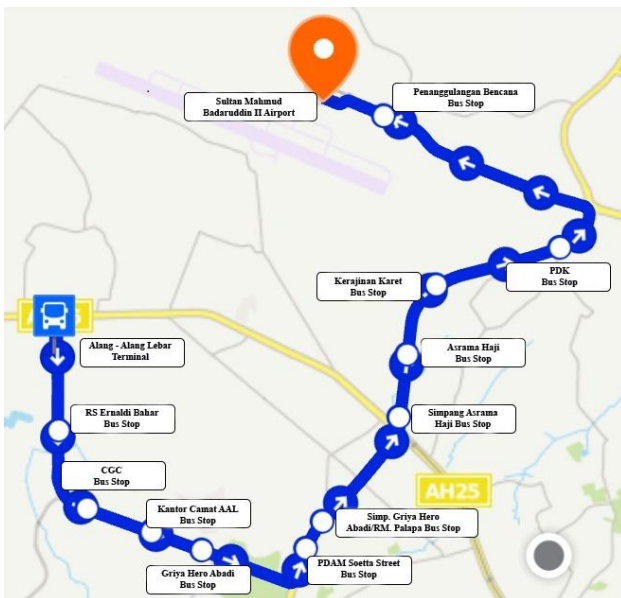 Sultan Mahmud
Badaruddin II Airport
Penanggulangan Bencana
Bus Stop
PDK
Bus Stop
Kerajinan Karet
Bus Stop
Asrama Haji
Bus Stop
Alang - Alang Lebar
Terminal
Simpang Asrama
Haji Bus Stop
RS Ernaldi Bahar
Bus Stop
CGC
Bus Stop
AH25
Kantor Camat AAL
Bus Stop
Simp. Griya Hero
Abadi/RM. Palapa Bus Stop
Griya Hero Abadi
Bus Stop
PDAM Soetta Street
Bus Stop